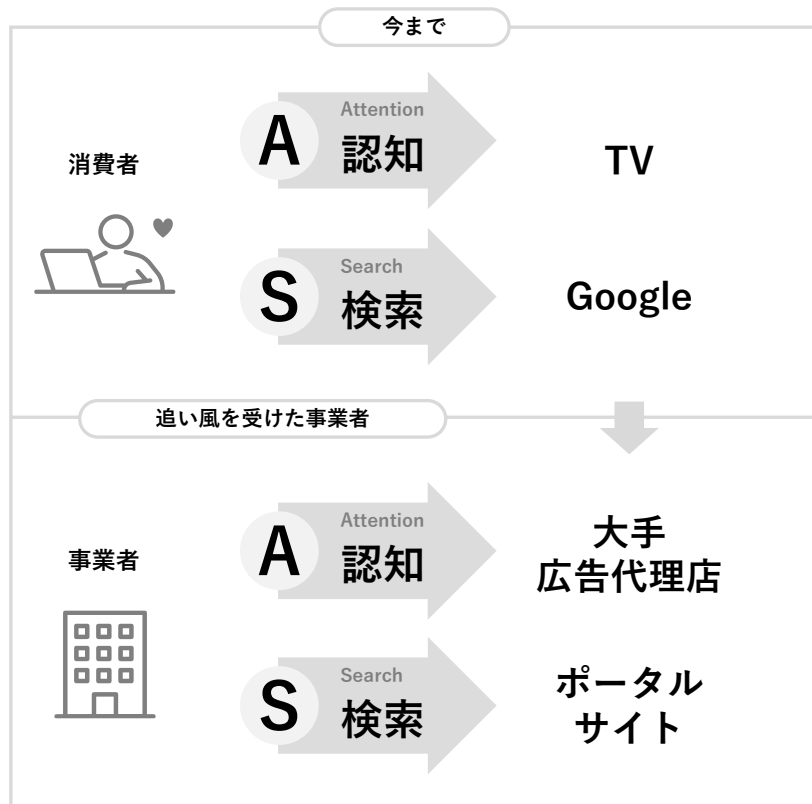 今まで
消費者
A
Attention
認知
TV
S
Search
検索
Google
追い風を受けた事業者
事業者
A
Attention
認知
大手
広告代理店
S
Search
検索
ポータル
サイト